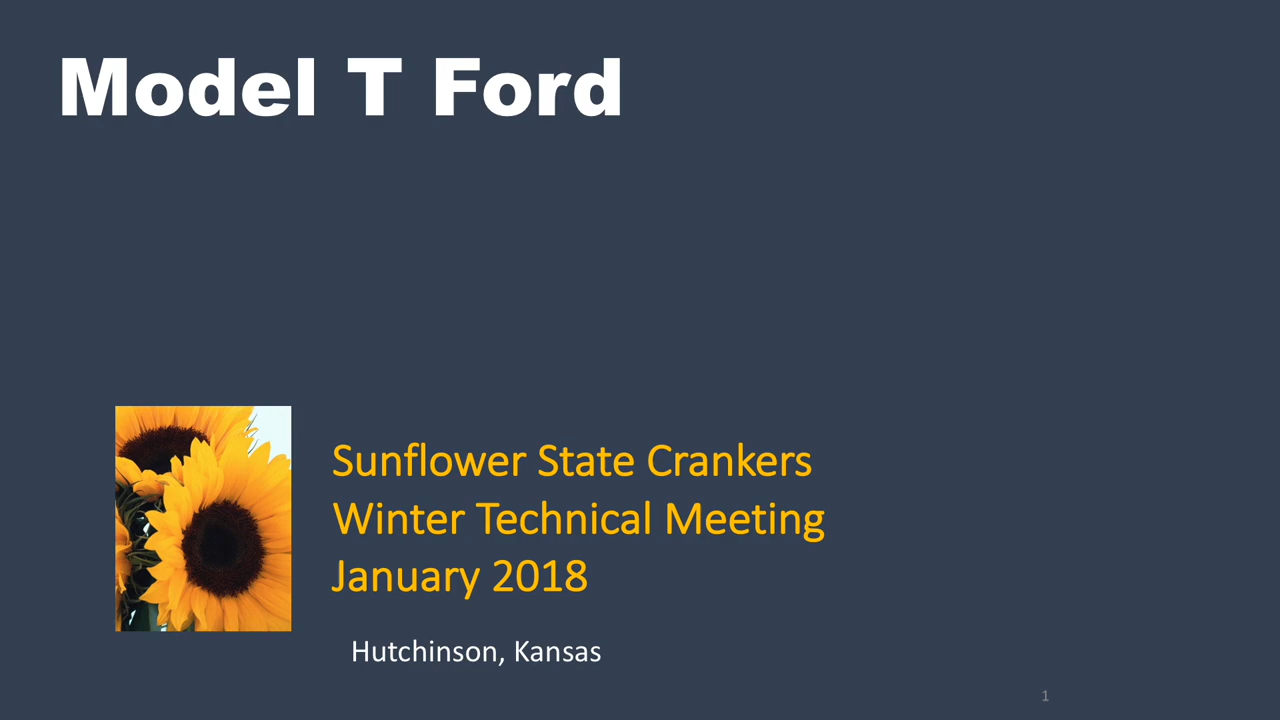 Model T Ford
Sunflower State Crankers
Winter Technical Meeting
January 2018
Hutchinson, Kansas
1